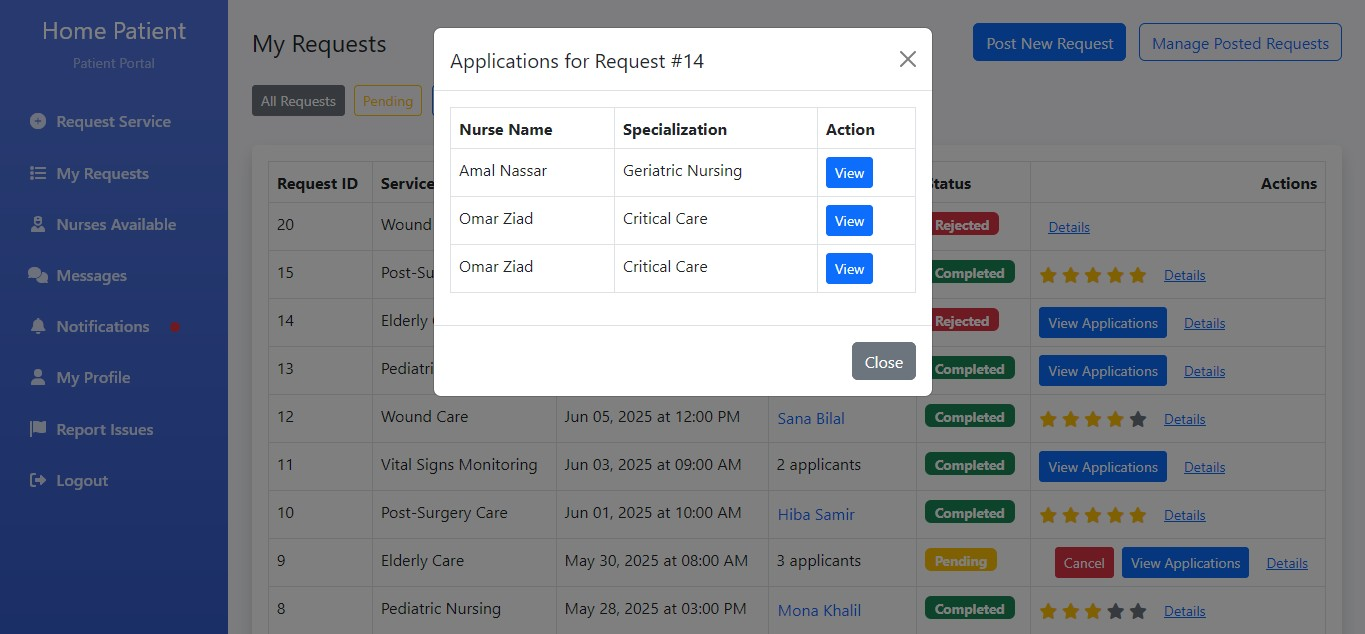 Home Patient
Patient Portal
Request Service
My Requests
Nurses Available
Messages
Notifications
My Profile
Report Issues
Logout
My Requests
Post New Request
Manage Posted Requests
All Requests
Pending
Applications for Request #14
Nurse Name Specialization Action
Amal Nassar Geriatric Nursing View
Omar Ziad Critical Care View
Omar Ziad Critical Care View
Close
Request ID Service Status Actions
20 Wound Rejected Details
15 Post-Su Completed Details
14 Elderly Rejected View Applications Details
13 Pediatri Completed View Applications Details
12 Wound Care Jun 05, 2025 at 12:00 PM Sana Bilal Completed Details
11 Vital Signs Monitoring Jun 03, 2025 at 09:00 AM 2 applicants Completed View Applications Details
10 Post-Surgery Care Jun 01, 2025 at 10:00 AM Hiba Samir Completed Details
9 Elderly Care May 30, 2025 at 08:00 AM 3 applicants Pending Cancel View Applications Details
8 Pediatric Nursing May 28, 2025 at 03:00 PM Mona Khalil Completed Details